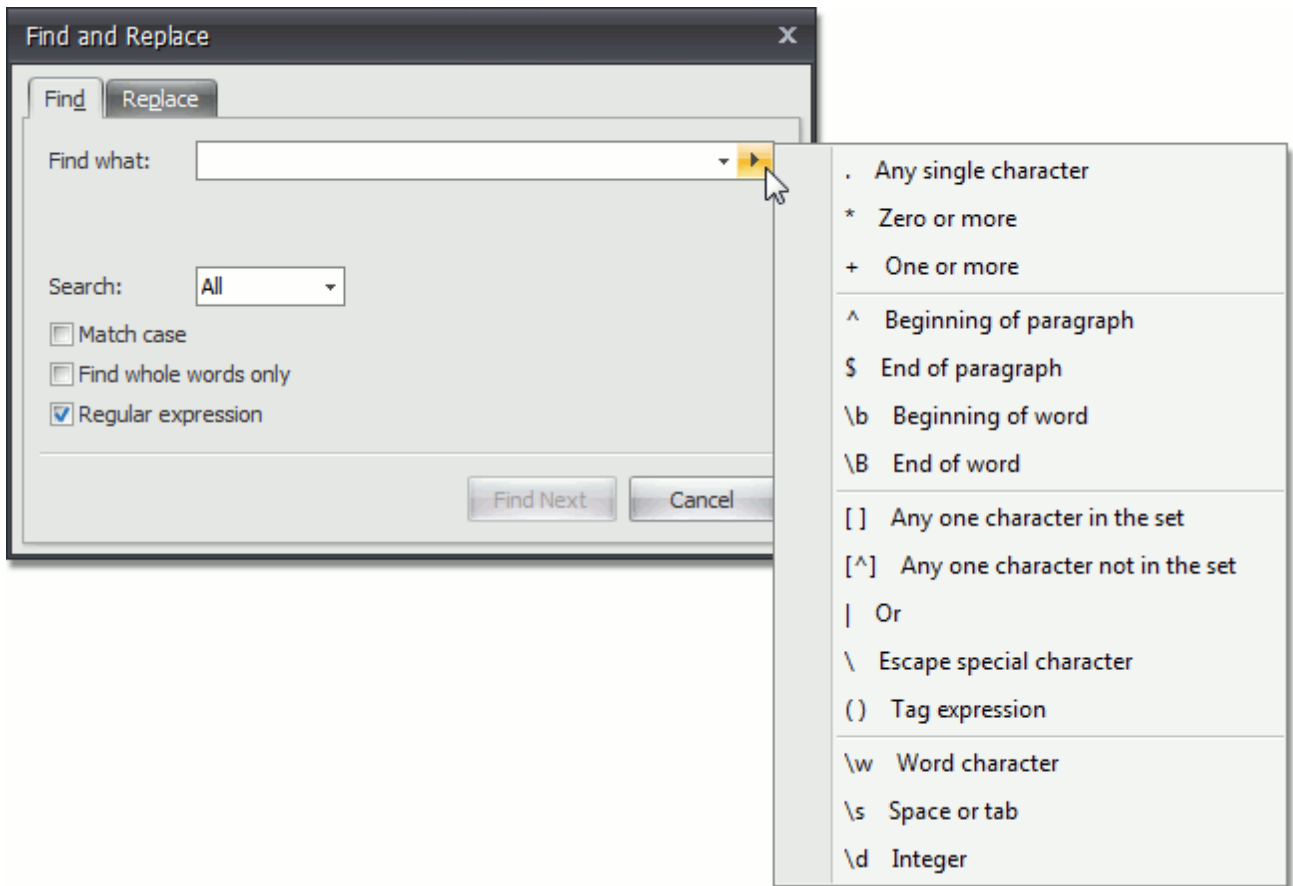 Find and Replace
Find Replace
Find what:
Search: All
Match case
Find whole words only
Regular expression
Find Next Cancel
. Any single character
* Zero or more
+ One or more
^ Beginning of paragraph
$ End of paragraph
\b Beginning of word
\B End of word
[ ] Any one character in the set
[^] Any one character not in the set
| Or
\ Escape special character
( ) Tag expression
\w Word character
\s Space or tab
\d Integer